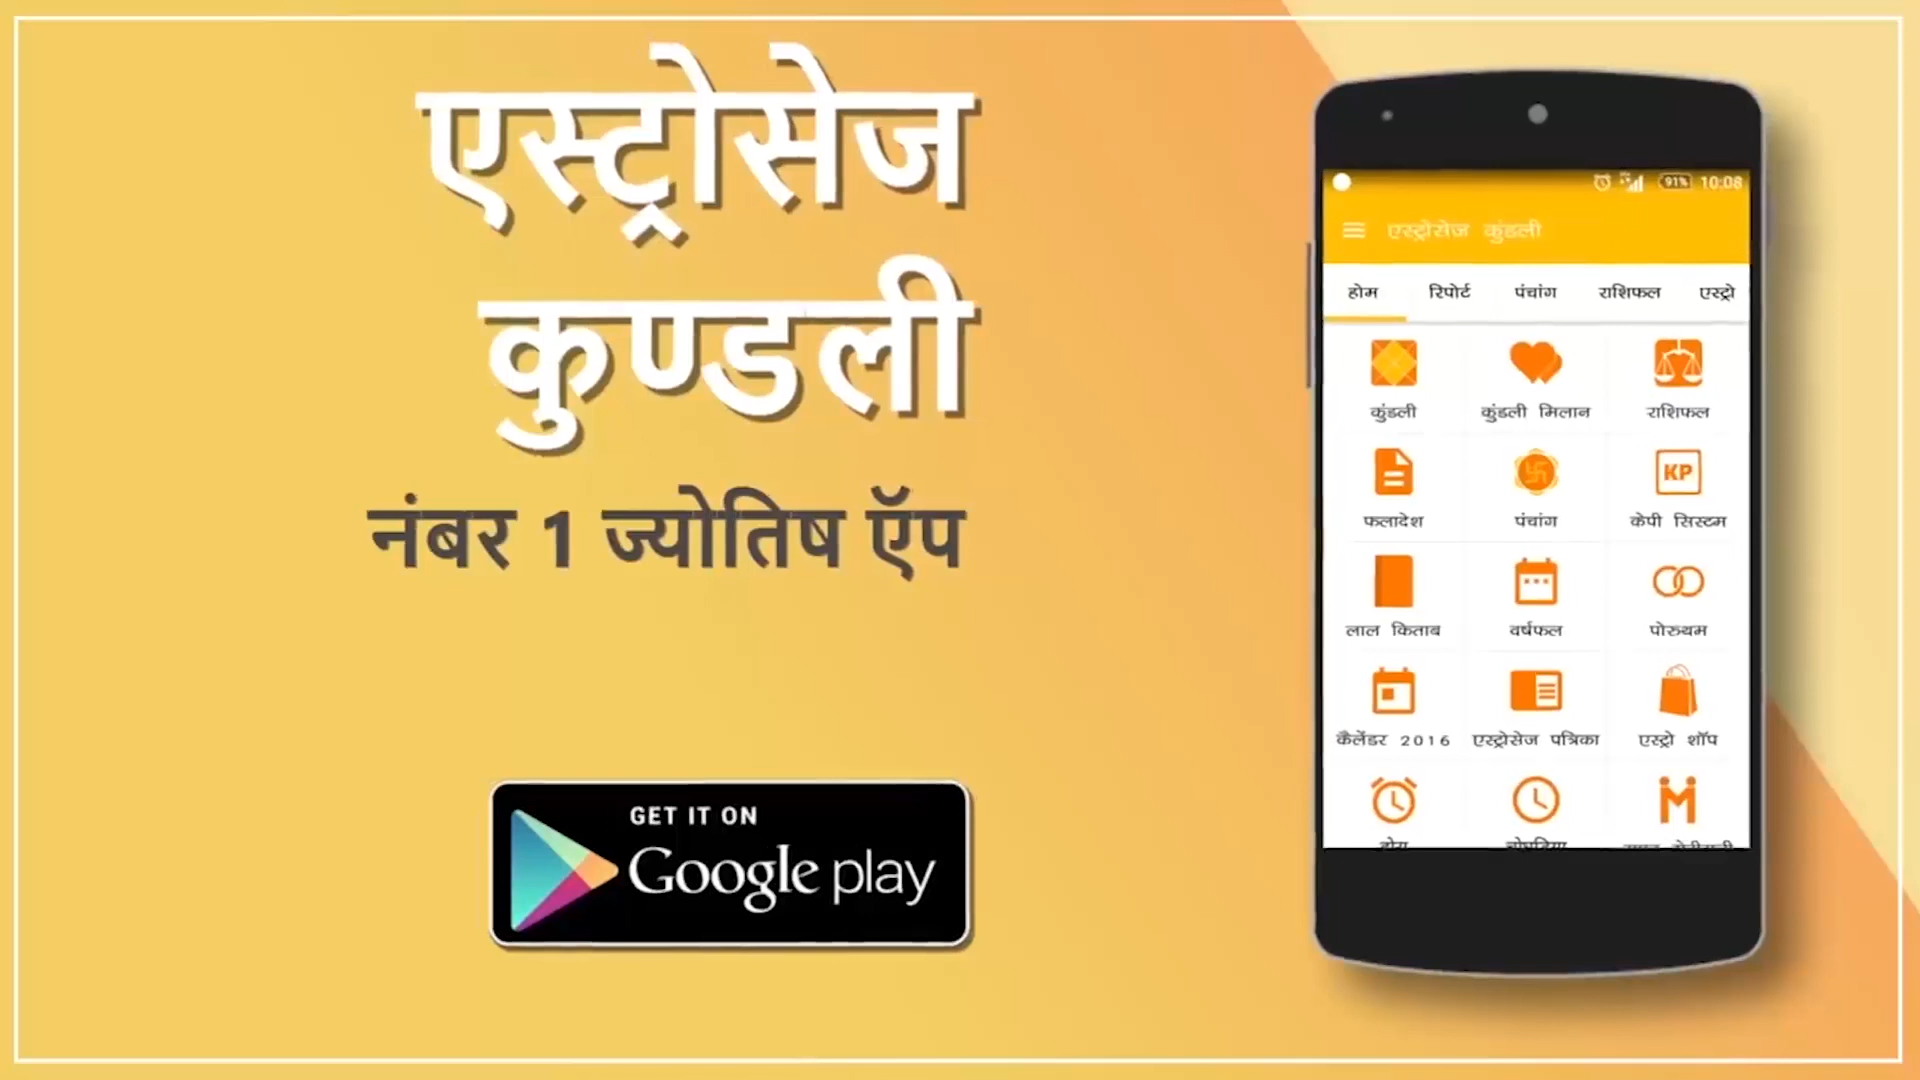 एस्ट्रोसेज
कुण्डली
नंबर 1 ज्योतिष ऍप
GET IT ON
Google play
91% 10:08
एस्ट्रोसेज कुंडली
होम रिपोर्ट पंचांग राशिफल एस्ट्रो
कुंडली कुंडली मिलान राशिफल
KP
फलादेश पंचांग केपी सिस्टम
लाल किताब वर्षफल पोरुथम
कैलेंडर 2016 एस्ट्रोसेज पत्रिका एस्ट्रो शॉप